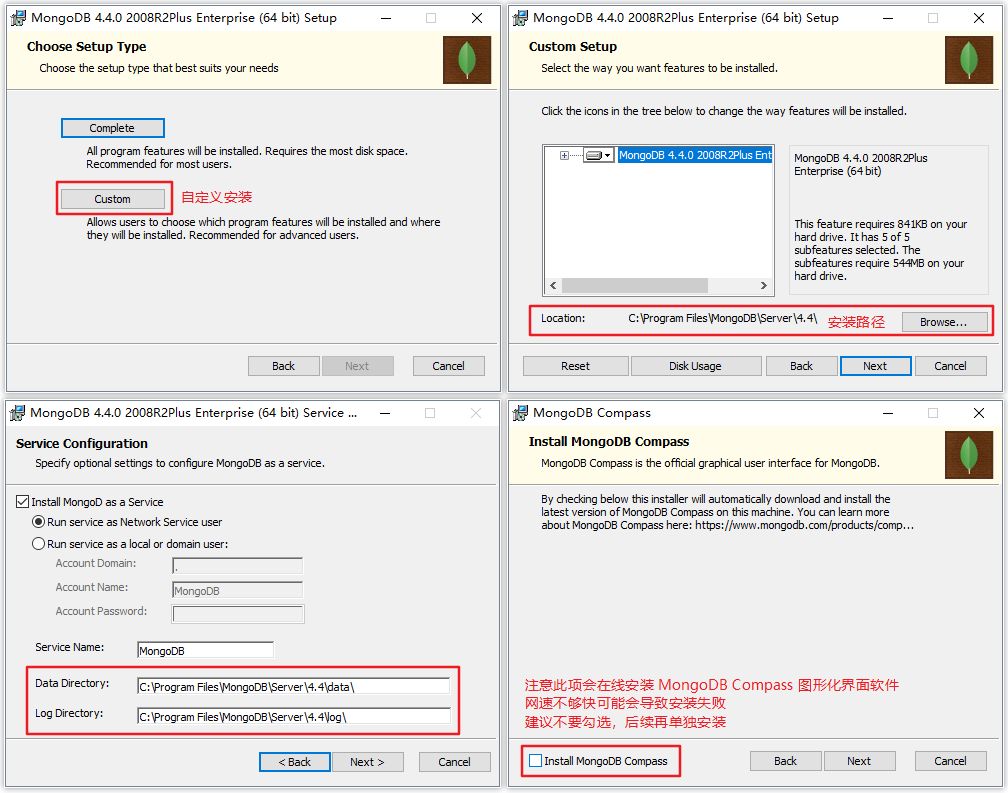 MongoDB 4.4.0 2008R2Plus Enterprise (64 bit) Setup
Choose Setup Type
Choose the setup type that best suits your needs
Complete
All program features will be installed. Requires the most disk space.
Recommended for most users.
Custom
自定义安装
Allows users to choose which program features will be installed and where
they will be installed. Recommended for advanced users.
Back
Next
Cancel
MongoDB 4.4.0 2008R2Plus Enterprise (64 bit) Setup
Custom Setup
Select the way you want features to be installed.
Click the icons in the tree below to change the way features will be installed.
MongoDB 4.4.0 2008R2Plus Ent
MongoDB 4.4.0 2008R2Plus
Enterprise (64 bit)
This feature requires 841KB on your
hard drive. It has 5 of 5
subfeatures selected. The
subfeatures require 544MB on your
hard drive.
Location:
C:\Program Files\MongoDB\Server\4.4\
安装路径
Browse...
Reset
Disk Usage
Back
Next
Cancel
MongoDB 4.4.0 2008R2Plus Enterprise (64 bit) Service ...
Service Configuration
Specify optional settings to configure MongoDB as a service.
Install MongoD as a Service
Run service as Network Service user
Run service as a local or domain user:
Account Domain:
.
Account Name:
MongoDB
Account Password:
Service Name:
MongoDB
Data Directory:
C:\Program Files\MongoDB\Server\4.4\data\
Log Directory:
C:\Program Files\MongoDB\Server\4.4\log\
< Back
Next >
Cancel
MongoDB Compass
Install MongoDB Compass
MongoDB Compass is the official graphical user interface for MongoDB.
By checking below this installer will automatically download and install the
latest version of MongoDB Compass on this machine. You can learn more
about MongoDB Compass here: https://www.mongodb.com/products/comp...
注意此项会在线安装 MongoDB Compass 图形化界面软件
网速不够快可能会导致安装失败
建议不要勾选，后续再单独安装
Install MongoDB Compass
Back
Next
Cancel